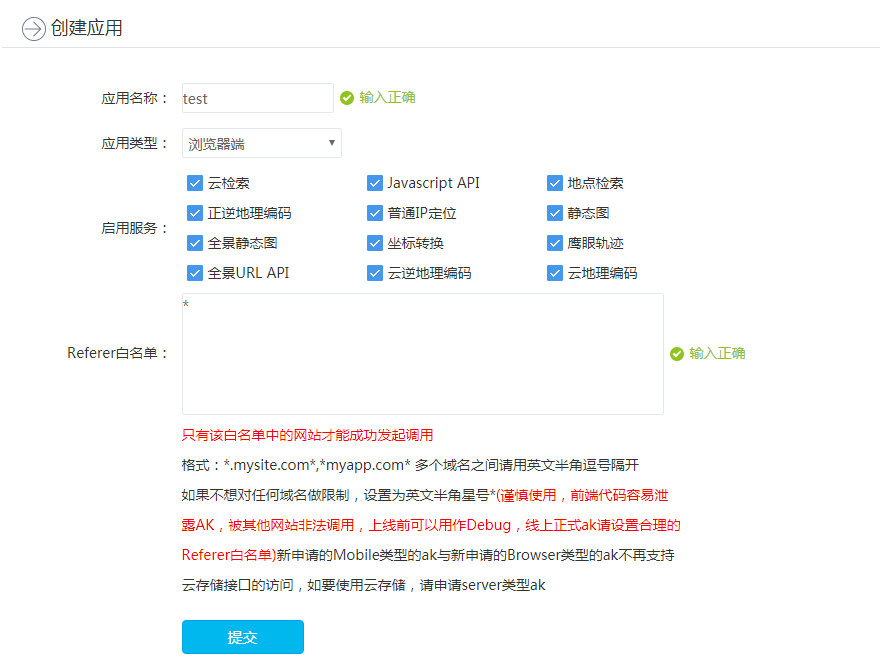 创建应用
应用名称： test 输入正确
应用类型： 浏览器端
云检索 Javascript API 地点检索
正逆地理编码 普通IP定位 静态图
启用服务：
全景静态图 坐标转换 鹰眼轨迹
全景URL API 云逆地理编码 云地理编码
*
Referer白名单： 输入正确
只有该白名单中的网站才能成功发起调用
格式：*.mysite.com*,*myapp.com* 多个域名之间请用英文半角逗号隔开
如果不想对任何域名做限制，设置为英文半角星号*(谨慎使用，前端代码容易泄
露AK，被其他网站非法调用，上线前可以用作Debug，线上正式ak请设置合理的
Referer白名单)新申请的Mobile类型的ak与新申请的Browser类型的ak不再支持
云存储接口的访问，如要使用云存储，请申请server类型ak
提交